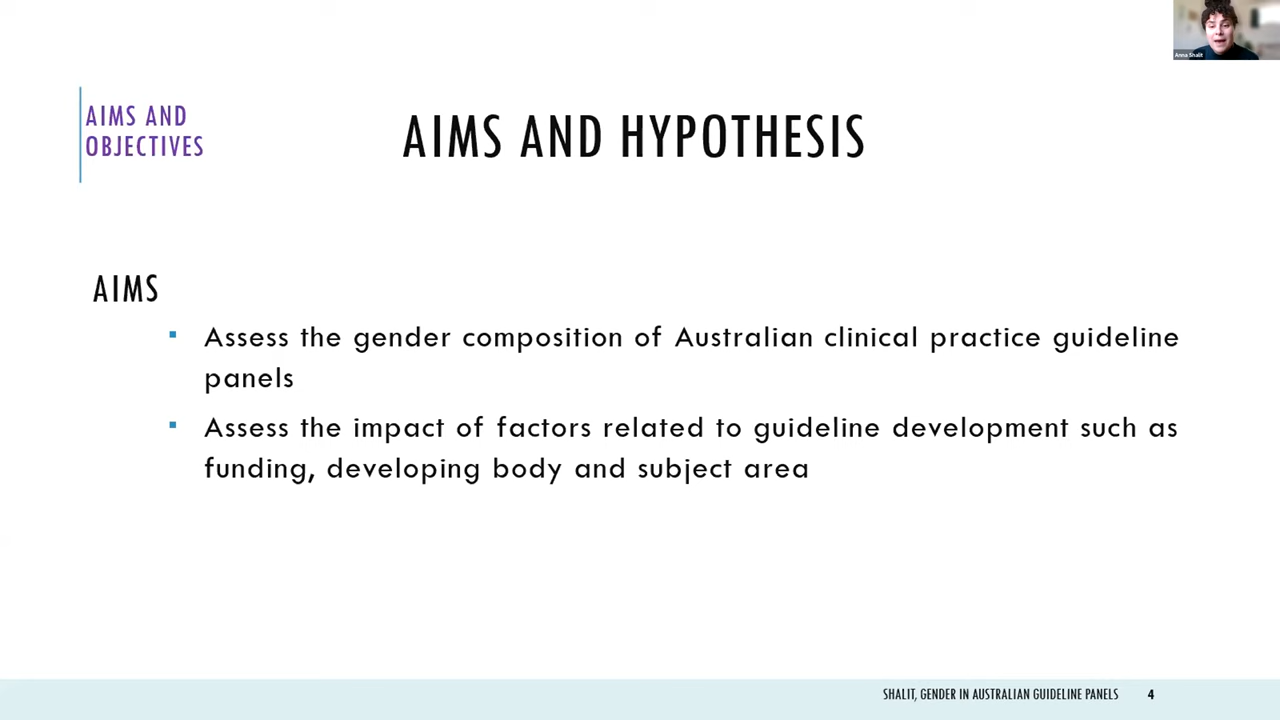 Anna Shalit
AIMS AND
OBJECTIVES
AIMS AND HYPOTHESIS
AIMS
▪ Assess the gender composition of Australian clinical practice guideline
panels
▪ Assess the impact of factors related to guideline development such as
funding, developing body and subject area
SHALIT, GENDER IN AUSTRALIAN GUIDELINE PANELS 4